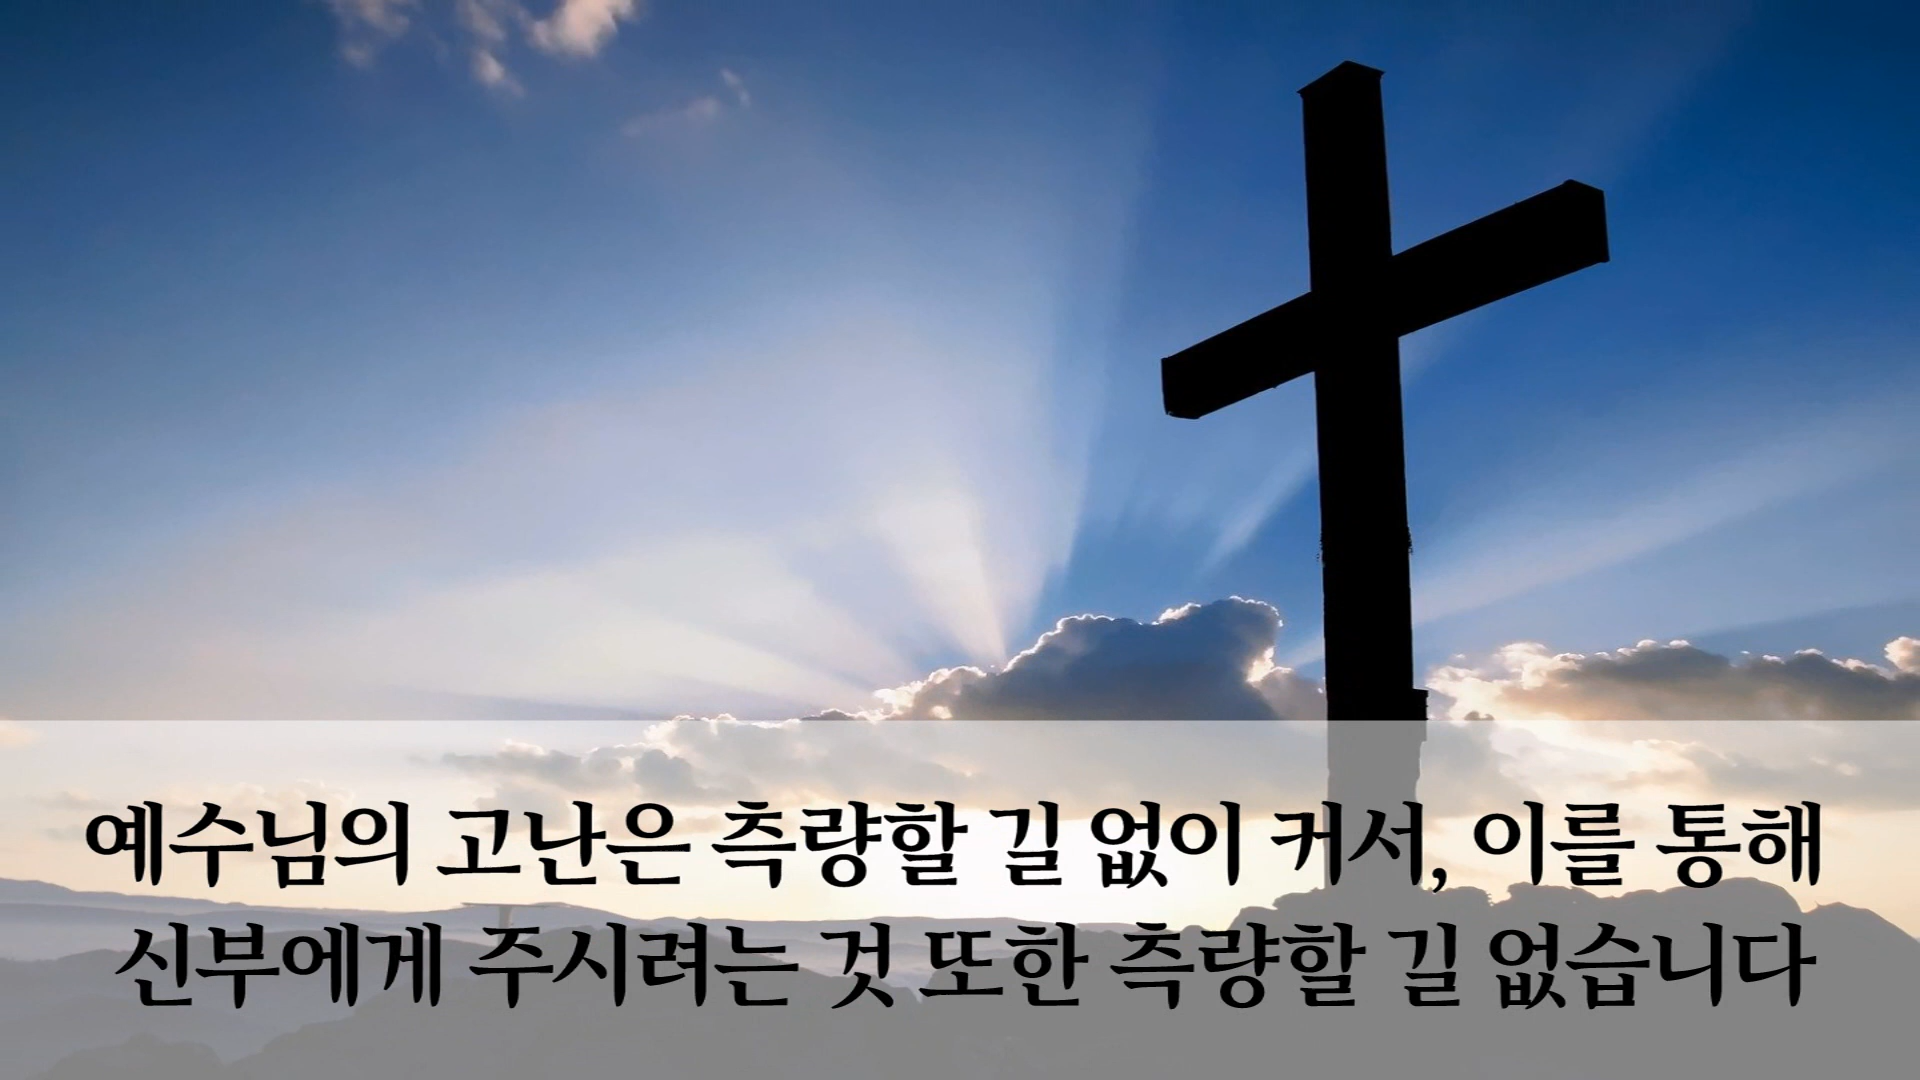 예수님의 고난은 측량할 길 없이 커서, 이를 통해
신부에게 주시려는 것 또한 측량할 길 없습니다